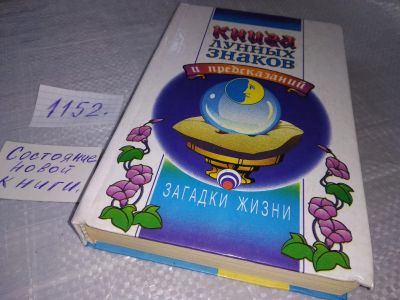 КНИГА
ЛУННЫХ
ЗНАКОВ
и предсказаний
ЗАГАДКИ ЖИЗНИ
1152.
Состояние
новой
книги.